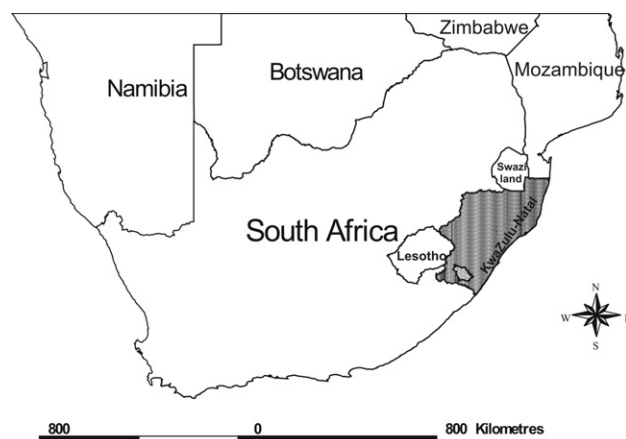 Zimbabwe
Namibia
Botswana
Mozambique
Swazi
land
KwaZulu-Natal
South Africa
Lesotho
N
W
S
800 0 800 Kilometres